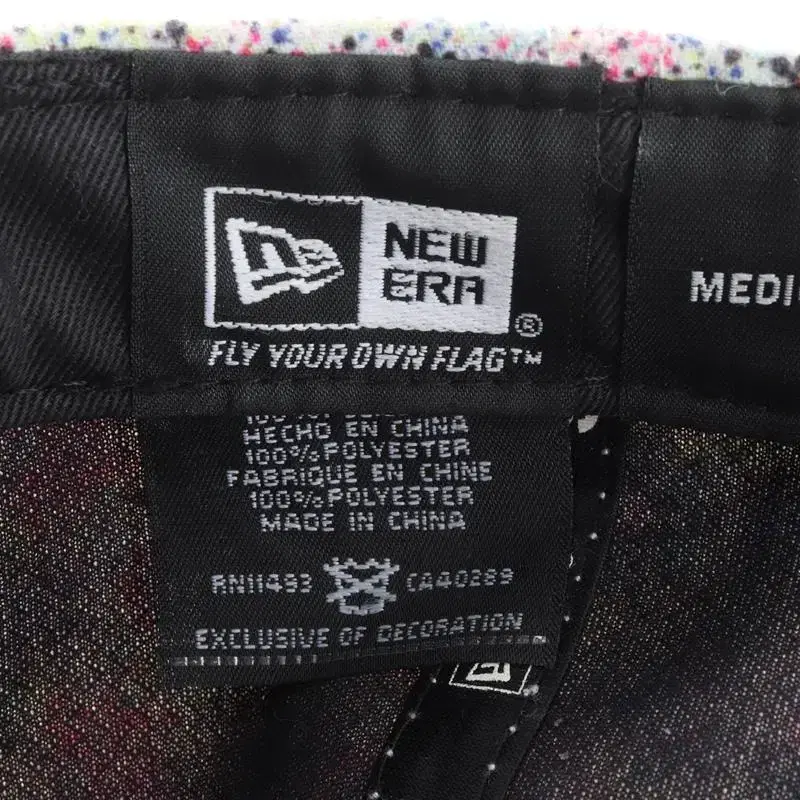 NEW
ERA
®
FLY YOUR OWN FLAG™
MEDI
HECHO EN CHINA
100% POLYESTER
FABRIQUE EN CHINE
100% POLYESTER
MADE IN CHINA
RN11493 CA40289
EXCLUSIVE OF DECORATION